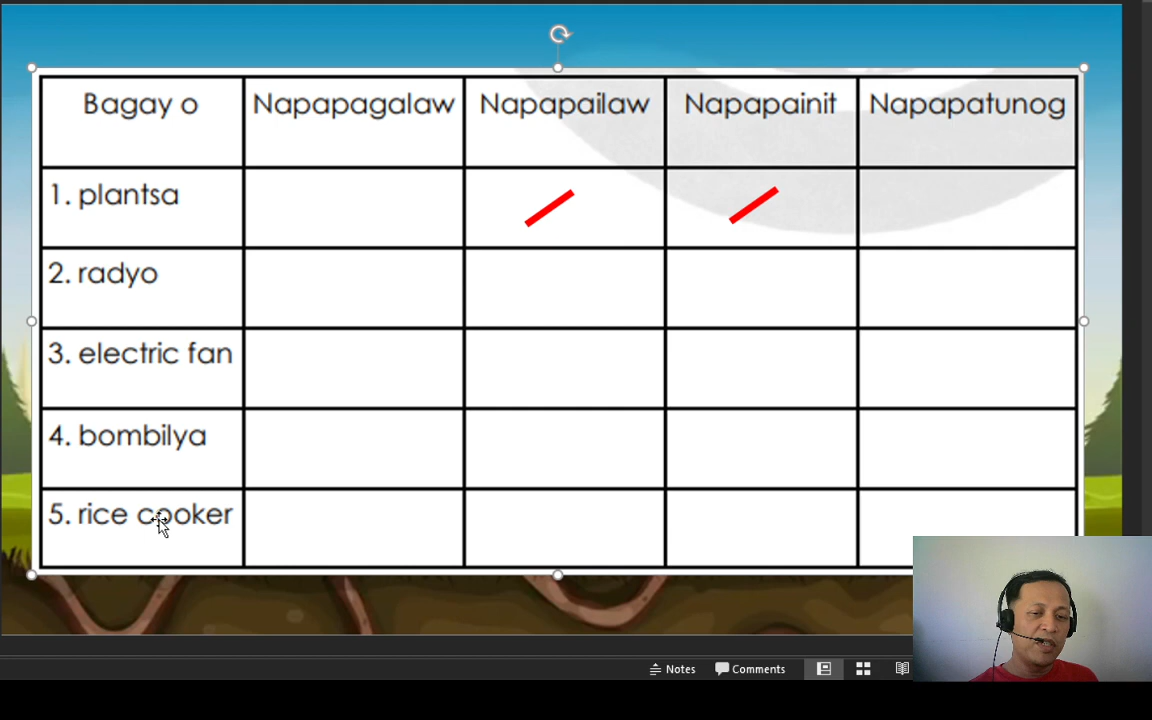 Bagay o Napapagalaw Napapailaw Napapainit Napapatunog
1. plantsa
2. radyo
3. electric fan
4. bombilya
5. rice cooker
Notes Comments